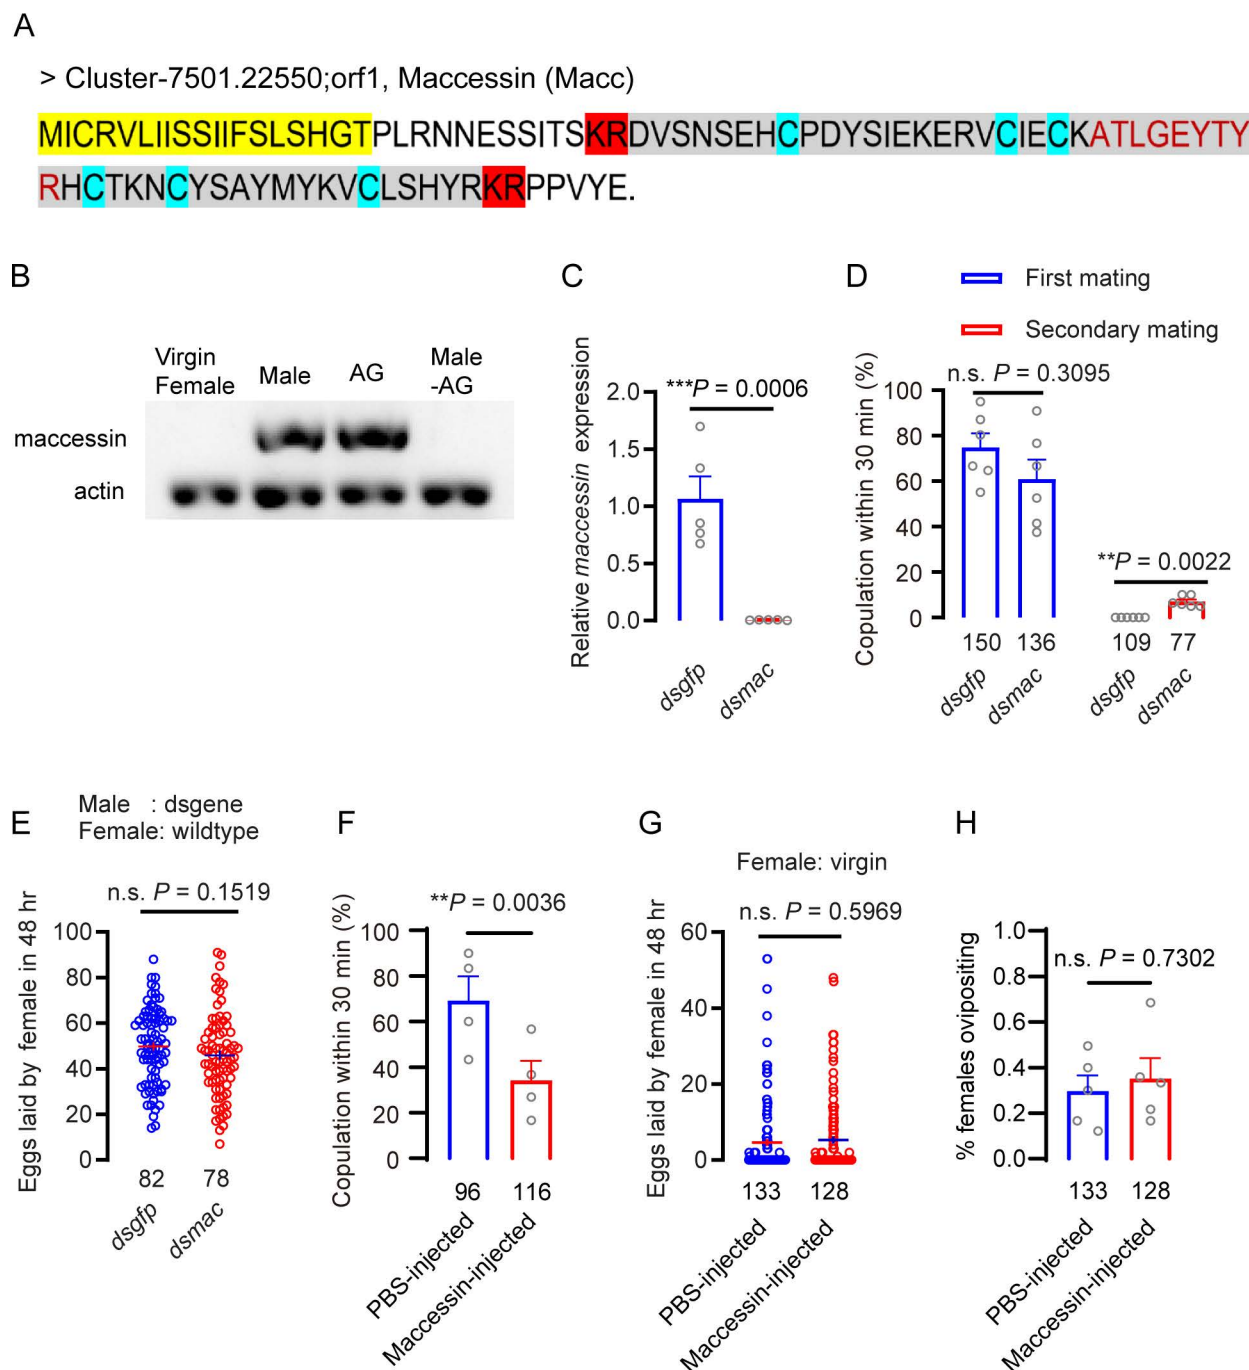 A
> Cluster-7501.22550;orf1, Maccessin (Macc)
MICRVLIISSIIFSLSHGTPLRNNESSITSKRDVSNSEHCPDYSIEKERVCIECKATLGEYTY
RHCTKNCYSAYMYKVCLSHYRKRPPVYE.
B
Virgin Female
Male
AG
Male -AG
maccessin
actin
C
Relative maccessin expression
***P = 0.0006
2.0
1.5
1.0
0.5
0.0
dsgfp
dsmac
D
First mating
Secondary mating
Copulation within 30 min (%)
n.s. P = 0.3095
**P = 0.0022
100
80
60
40
20
0
150
136
109
77
dsgfp
dsmac
dsgfp
dsmac
E
Male : dsgene
Female: wildtype
n.s. P = 0.1519
Eggs laid by female in 48 hr
100
80
60
40
20
0
82
78
dsgfp
dsmac
F
**P = 0.0036
Copulation within 30 min (%)
100
80
60
40
20
0
96
116
PBS-injected
Maccessin-injected
G
Female: virgin
n.s. P = 0.5969
Eggs laid by female in 48 hr
60
40
20
0
133
128
PBS-injected
Maccessin-injected
H
n.s. P = 0.7302
% females ovipositing
1.0
0.8
0.6
0.4
0.2
0.0
133
128
PBS-injected
Maccessin-injected